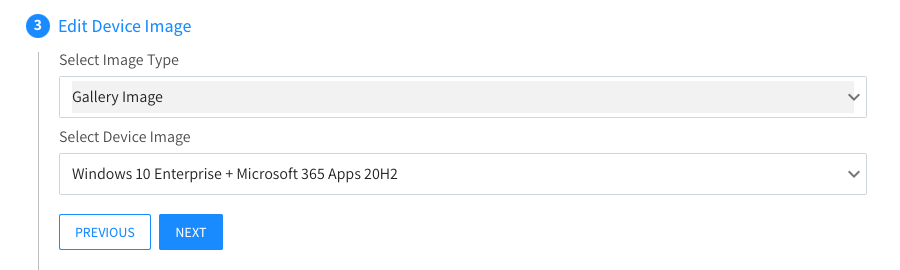 3 Edit Device Image
Select Image Type
Gallery Image
Select Device Image
Windows 10 Enterprise + Microsoft 365 Apps 20H2
PREVIOUS NEXT